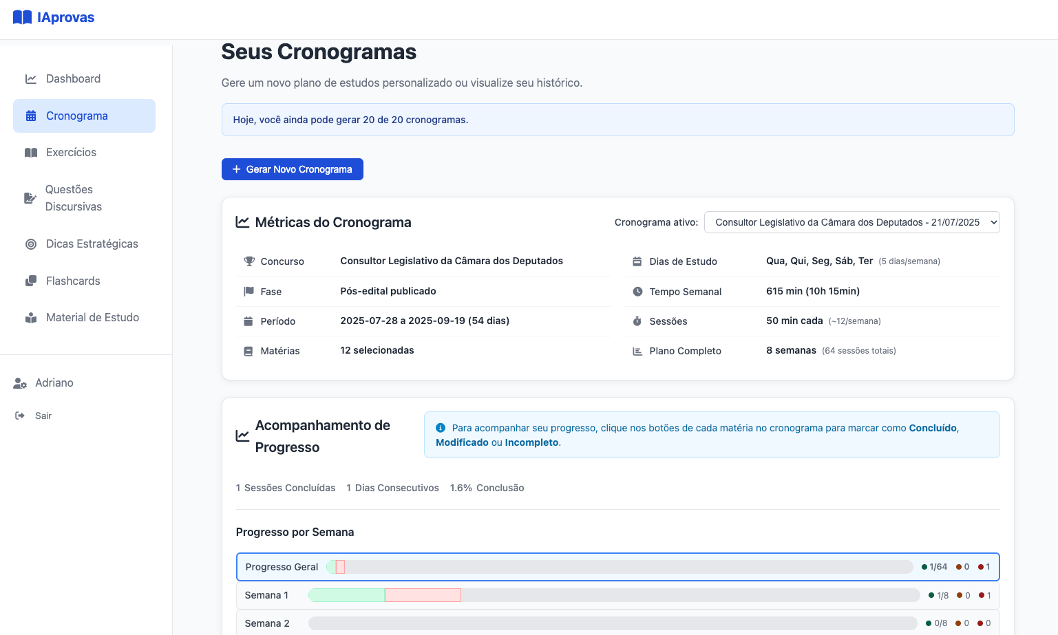 IAprovas
Dashboard
Cronograma
Exercícios
Questões
Discursivas
Dicas Estratégicas
Flashcards
Material de Estudo
Adriano
Sair
Seus Cronogramas
Gere um novo plano de estudos personalizado ou visualize seu histórico.
Hoje, você ainda pode gerar 20 de 20 cronogramas.
+ Gerar Novo Cronograma
Métricas do Cronograma
Cronograma ativo: Consultor Legislativo da Câmara dos Deputados - 21/07/2025
Concurso Consultor Legislativo da Câmara dos Deputados
Fase Pós-edital publicado
Período 2025-07-28 a 2025-09-19 (54 dias)
Matérias 12 selecionadas
Dias de Estudo Qua, Qui, Seg, Sáb, Ter (5 dias/semana)
Tempo Semanal 615 min (10h 15min)
Sessões 50 min cada (~12/semana)
Plano Completo 8 semanas (64 sessões totais)
Acompanhamento de
Progresso
Para acompanhar seu progresso, clique nos botões de cada matéria no cronograma para marcar como Concluído,
Modificado ou Incompleto.
1 Sessões Concluídas 1 Dias Consecutivos 1.6% Conclusão
Progresso por Semana
Progresso Geral 1/64 0 1
Semana 1 1/8 0 1
Semana 2 0/8 0 0